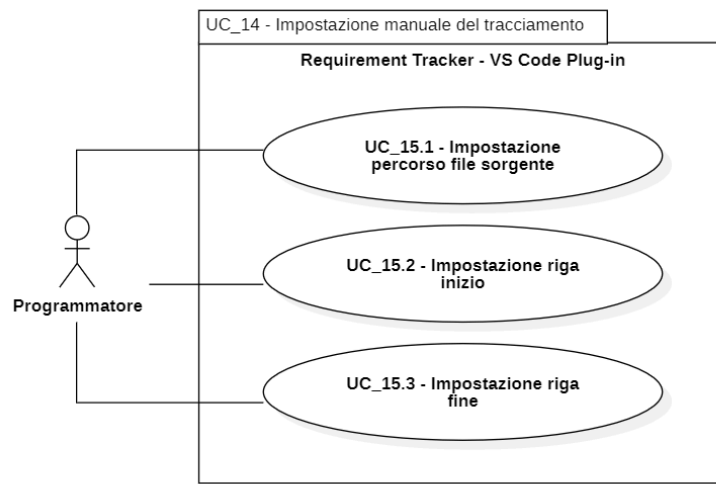 UC_14 - Impostazione manuale del tracciamento
Requirement Tracker - VS Code Plug-in
UC_15.1 - Impostazione
percorso file sorgente
UC_15.2 - Impostazione riga
inizio
Programmatore
UC_15.3 - Impostazione riga
fine